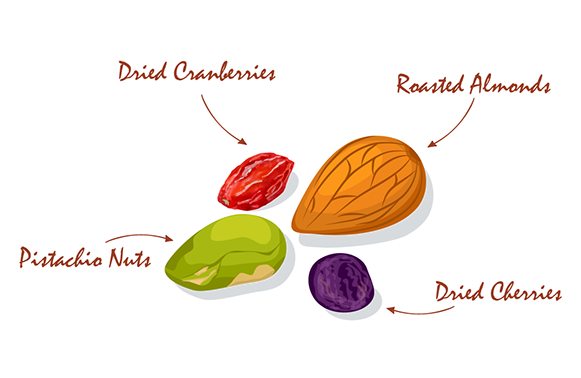 Dried Cranberries
Roasted Almonds
Pistachio Nuts
Dried Cherries